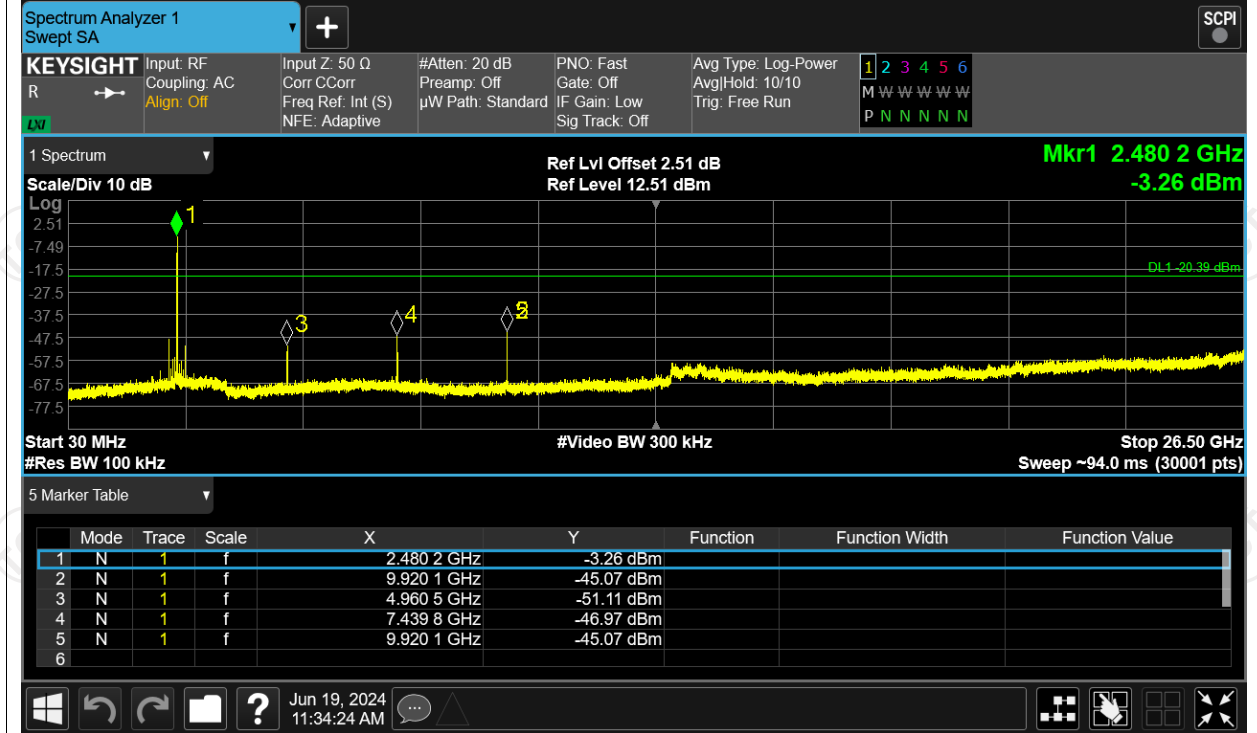 Spectrum Analyzer 1
Swept SA
SCPI
KEYSIGHT
R
LXI
Input: RF
Coupling: AC
Align: Off
Input Z: 50 Ω
Corr CCorr
Freq Ref: Int (S)
NFE: Adaptive
#Atten: 20 dB
Preamp: Off
µW Path: Standard
PNO: Fast
Gate: Off
IF Gain: Low
Sig Track: Off
Avg Type: Log-Power
Avg|Hold: 10/10
Trig: Free Run
1 2 3 4 5 6
M W W W W W
P N N N N N
1 Spectrum
Scale/Div 10 dB
Ref Lvl Offset 2.51 dB
Ref Level 12.51 dBm
Mkr1 2.480 2 GHz
-3.26 dBm
Log
2.51
-7.49
-17.5
-27.5
-37.5
-47.5
-57.5
-67.5
-77.5
1
3
4
DL1 -20.39 dBm
Start 30 MHz
#Video BW 300 kHz
Stop 26.50 GHz
#Res BW 100 kHz
Sweep ~94.0 ms (30001 pts)
5 Marker Table
Mode Trace Scale X Y Function Function Width Function Value
1 N 1 f 2.480 2 GHz -3.26 dBm
2 N 1 f 9.920 1 GHz -45.07 dBm
3 N 1 f 4.960 5 GHz -51.11 dBm
4 N 1 f 7.439 8 GHz -46.97 dBm
5 N 1 f 9.920 1 GHz -45.07 dBm
6
?
Jun 19, 2024
11:34:24 AM